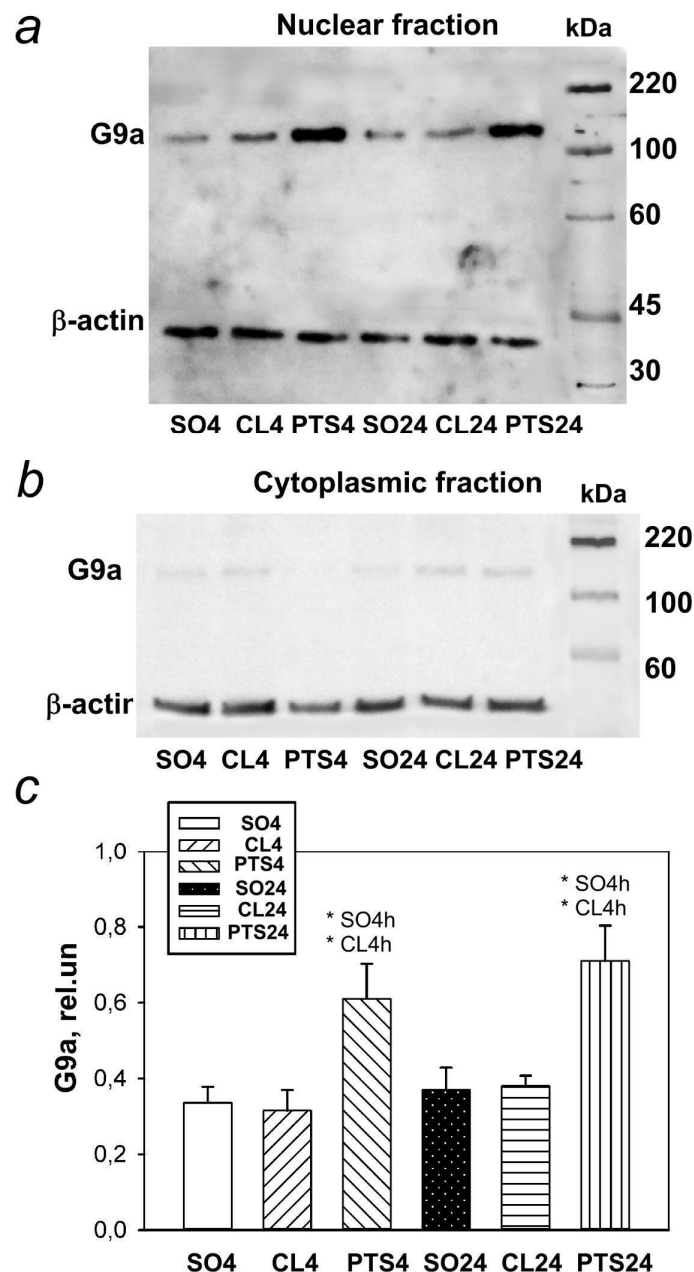 a
Nuclear fraction
kDa
G9a
220
100
60
β-actin
45
30
SO4 CL4 PTS4 SO24 CL24 PTS24
b
Cytoplasmic fraction
kDa
G9a
220
100
60
β-actir
SO4 CL4 PTS4 SO24 CL24 PTS24
c
SO4
CL4
PTS4
SO24
CL24
PTS24
G9a, rel.un
1,0
0,8
0,6
0,4
0,2
0,0
* SO4h
* CL4h
* SO4h
* CL4h
SO4 CL4 PTS4 SO24 CL24 PTS24